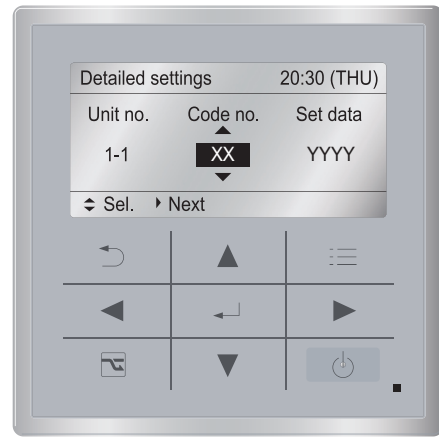 Detailed settings 20:30 (THU)
Unit no. Code no. Set data
1-1 XX YYYY
Sel. Next